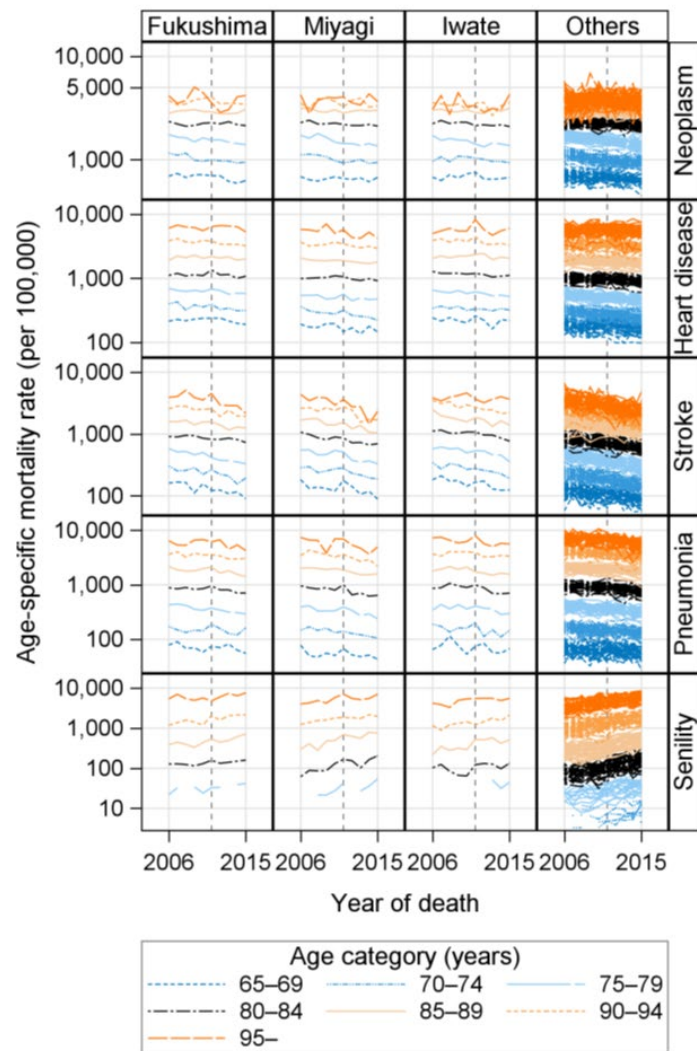 Fukushima Miyagi Iwate Others
10,000
5,000
1,000
Neoplasm
10,000
1,000
100
Heart disease
10,000
1,000
100
Stroke
10,000
1,000
100
Pneumonia
10,000
1,000
100
10
Senility
Age-specific mortality rate (per 100,000)
2006 2015 2006 2015 2006 2015 2006 2015
Year of death
Age category (years)
65–69 70–74 75–79
80–84 85–89 90–94
95–